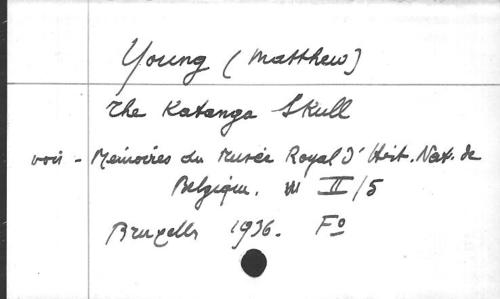 Young (Matthew)
The Katanga Skull
voir - Mémoires du Musée Royal d'Hist. Nat. de
Belgique. II/5
Bruxelles 1936. Fo